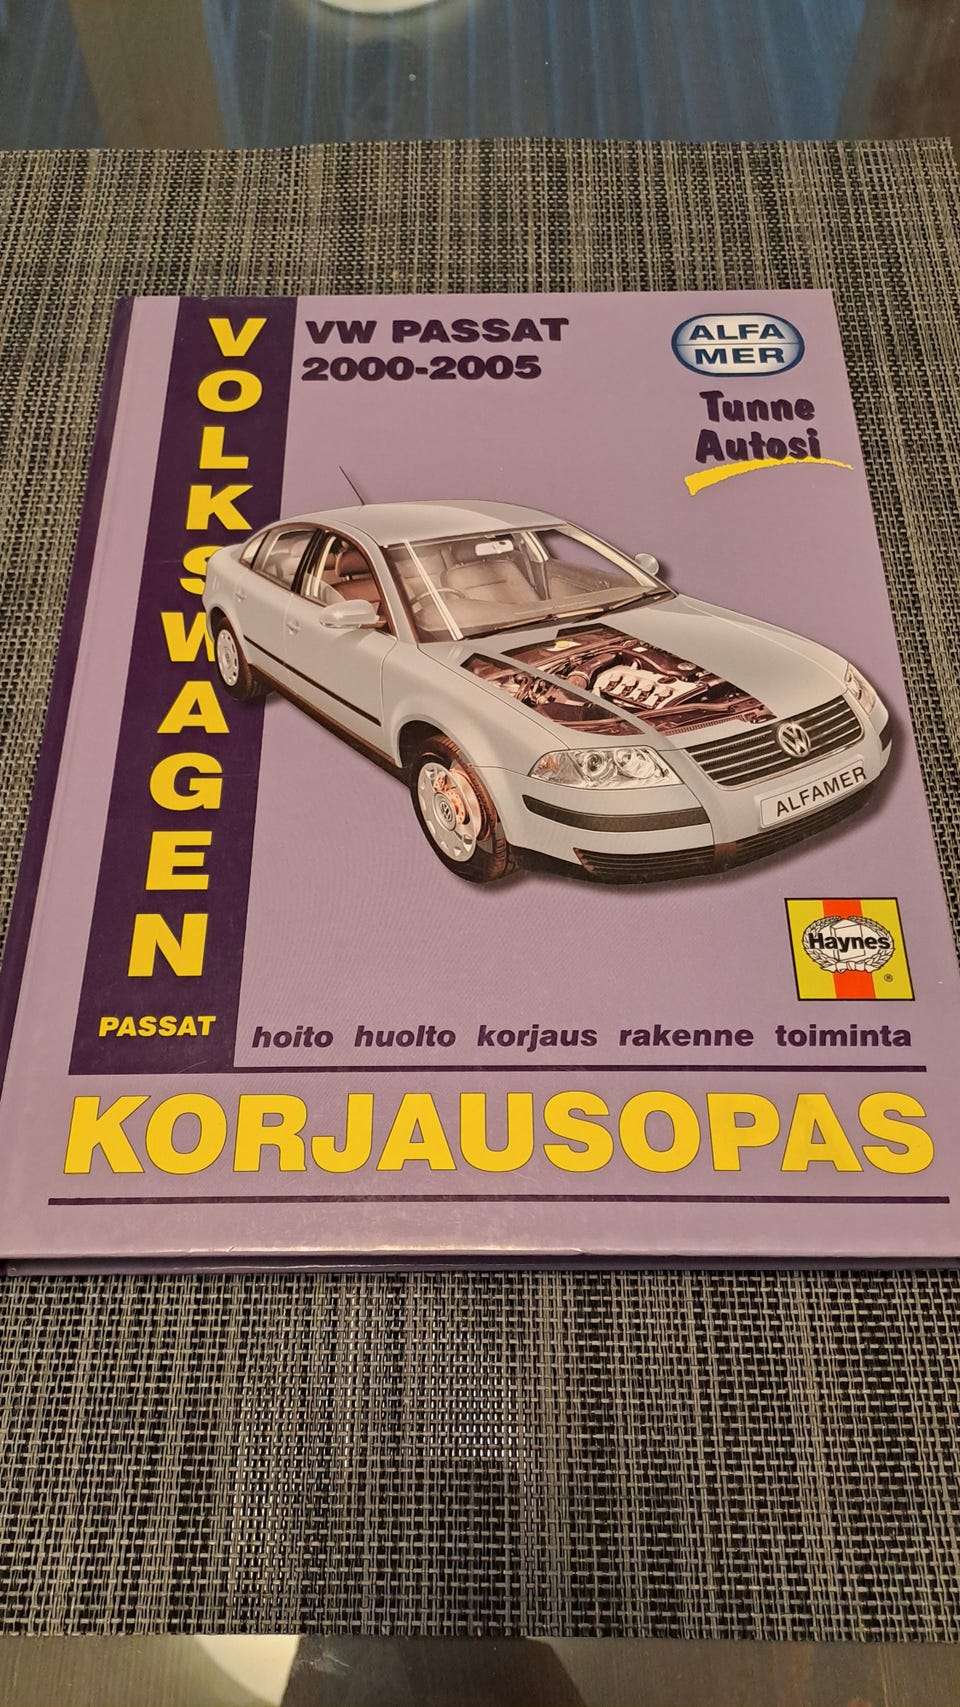 VOLKSWAGEN
PASSAT
VW PASSAT
2000-2005
ALFA
MER
Tunne
Autosi
ALFAMER
Haynes
®
hoito huolto korjaus rakenne toiminta
KORJAUSOPAS